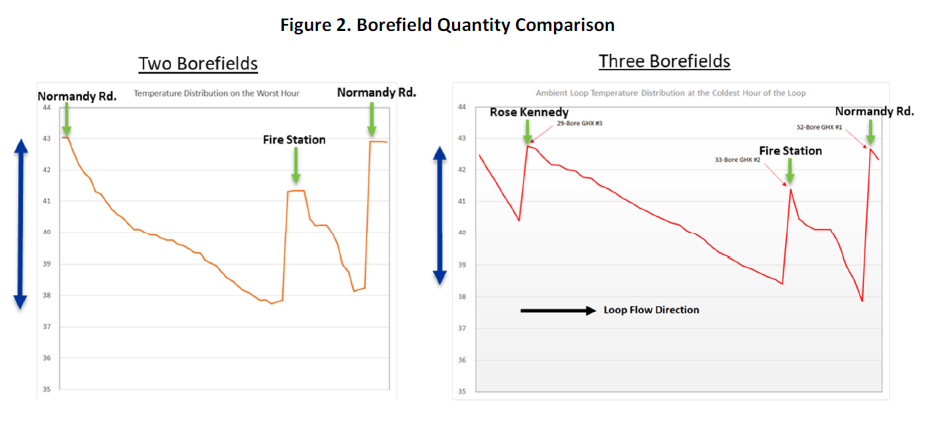 Figure 2. Borefield Quantity Comparison
Two Borefields
Three Borefields
Normandy Rd.
Temperature Distribution on the Worst Hour
Normandy Rd.
Fire Station
44
43
42
41
40
39
38
37
36
35
Ambient Loop Temperature Distribution at the Coldest Hour of the Loop
Rose Kennedy
Normandy Rd.
29-Bore GHX #3
52-Bore GHX #1
Fire Station
33-Bore GHX #2
Loop Flow Direction
44
43
42
41
40
39
38
37
36
35